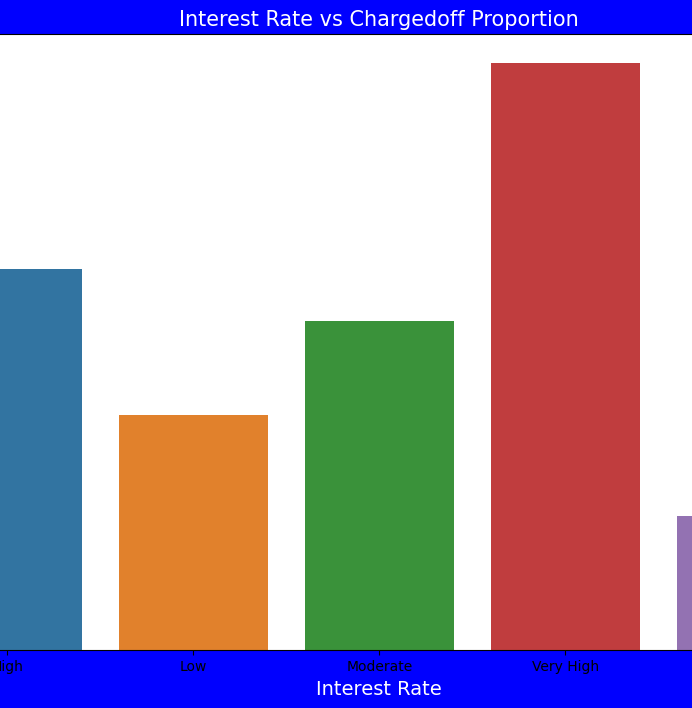 Interest Rate vs Chargedoff Proportion
Low Moderate Very High
Interest Rate